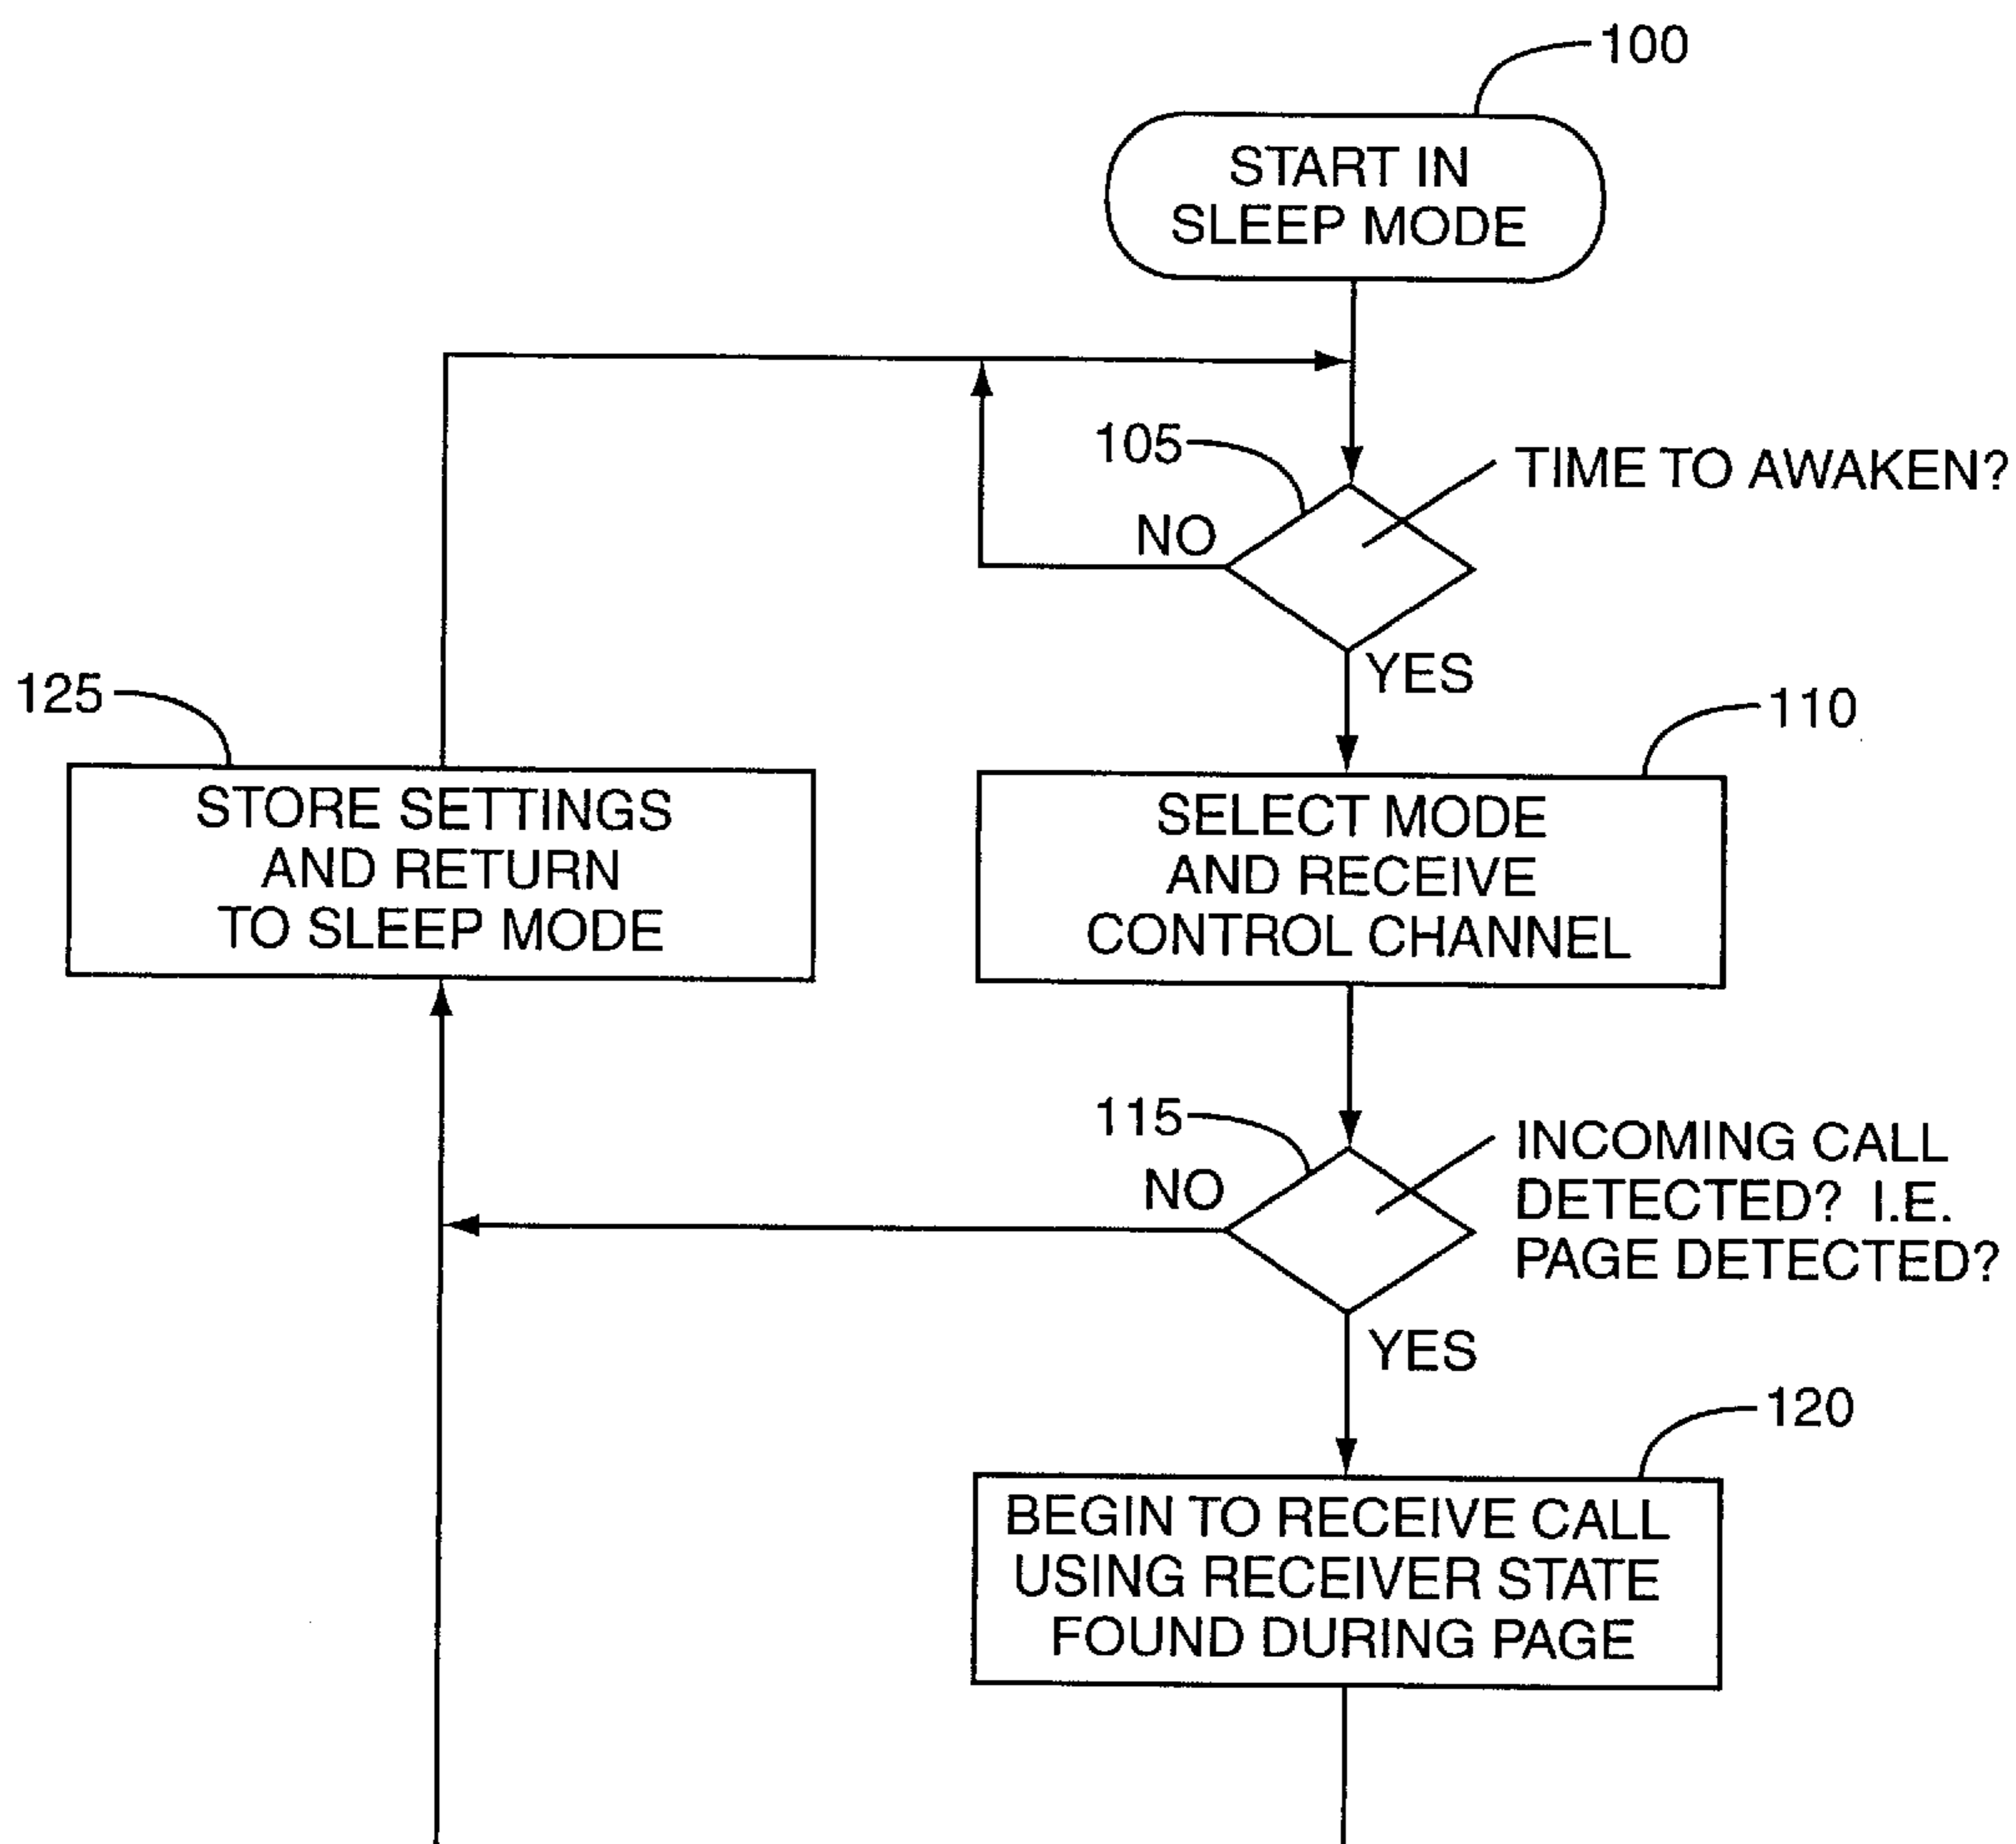 100
START IN
SLEEP MODE
105
TIME TO AWAKEN?
NO
YES
125
110
STORE SETTINGS
AND RETURN
TO SLEEP MODE
SELECT MODE
AND RECEIVE
CONTROL CHANNEL
115
INCOMING CALL
DETECTED? I.E.
PAGE DETECTED?
NO
YES
120
BEGIN TO RECEIVE CALL
USING RECEIVER STATE
FOUND DURING PAGE